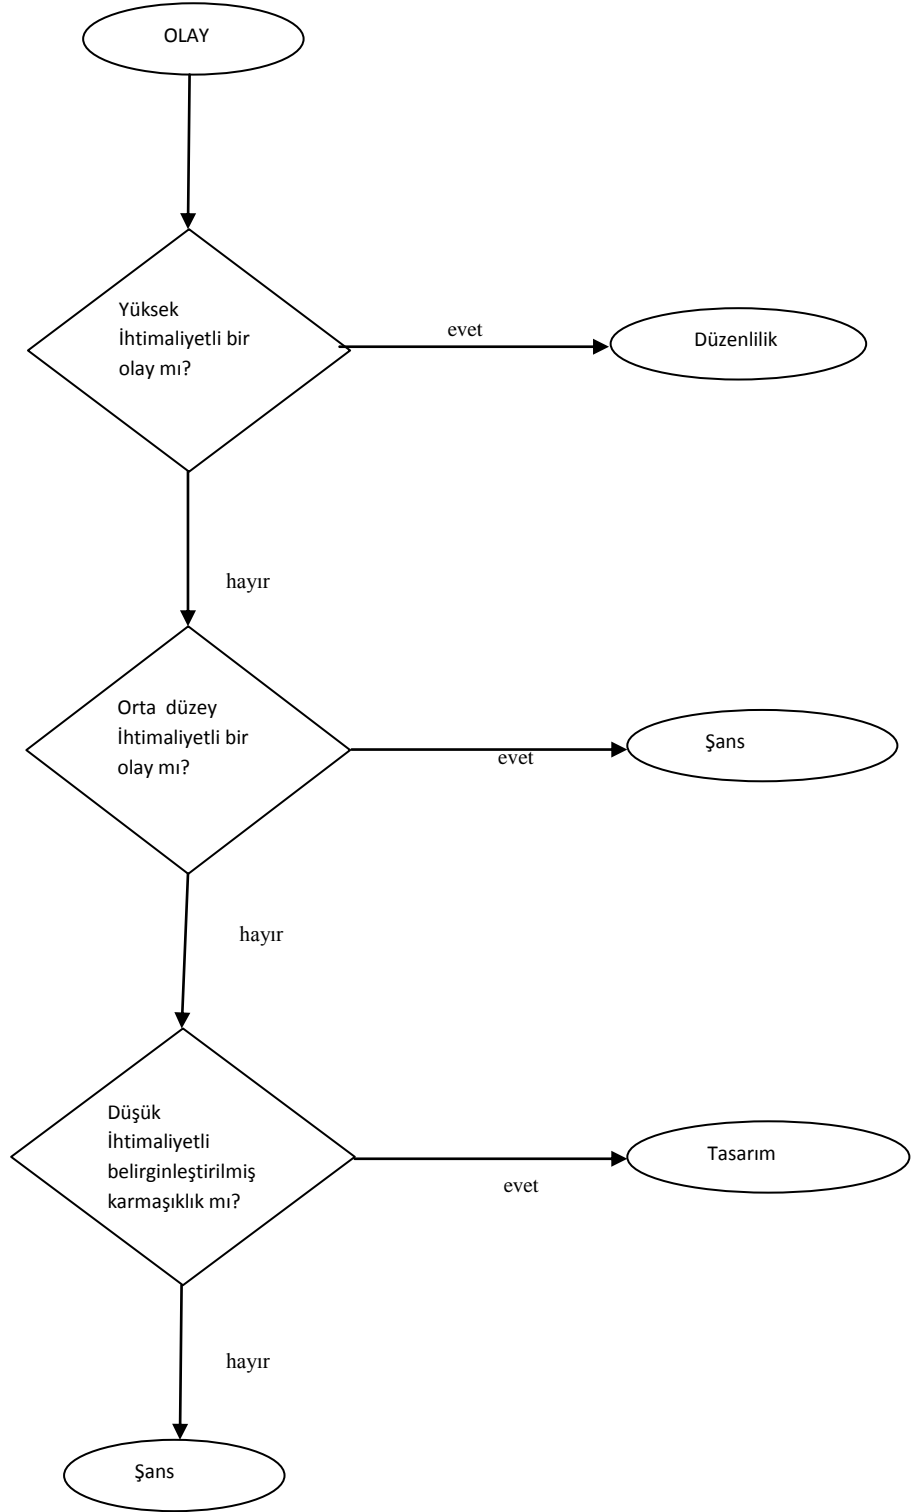 OLAY
Yüksek
İhtimaliyetli bir
olay mı?
evet
Düzenlilik
hayır
Orta düzey
İhtimaliyetli bir
olay mı?
evet
Şans
hayır
Düşük
İhtimaliyetli
belirginleştirilmiş
karmaşıklık mı?
evet
Tasarım
hayır
Şans